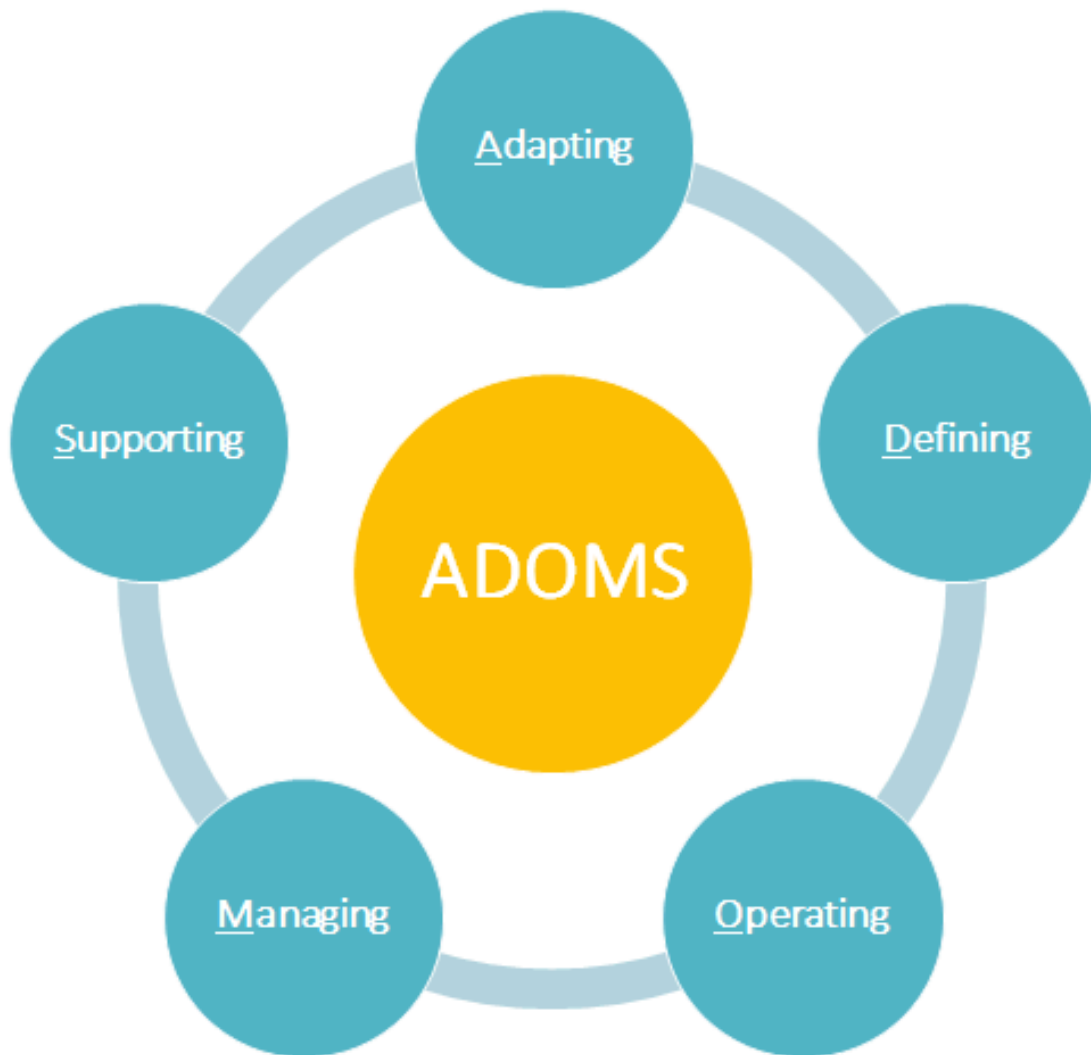 Adapting
Supporting
Defining
ADOMS
Managing
Operating